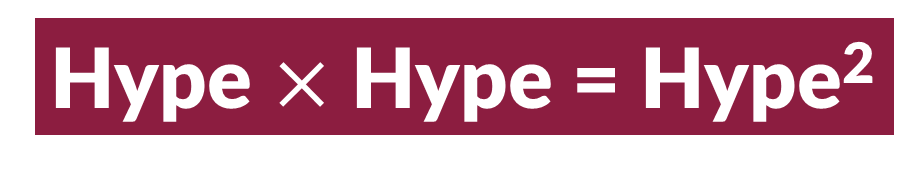 Hype × Hype = Hype²